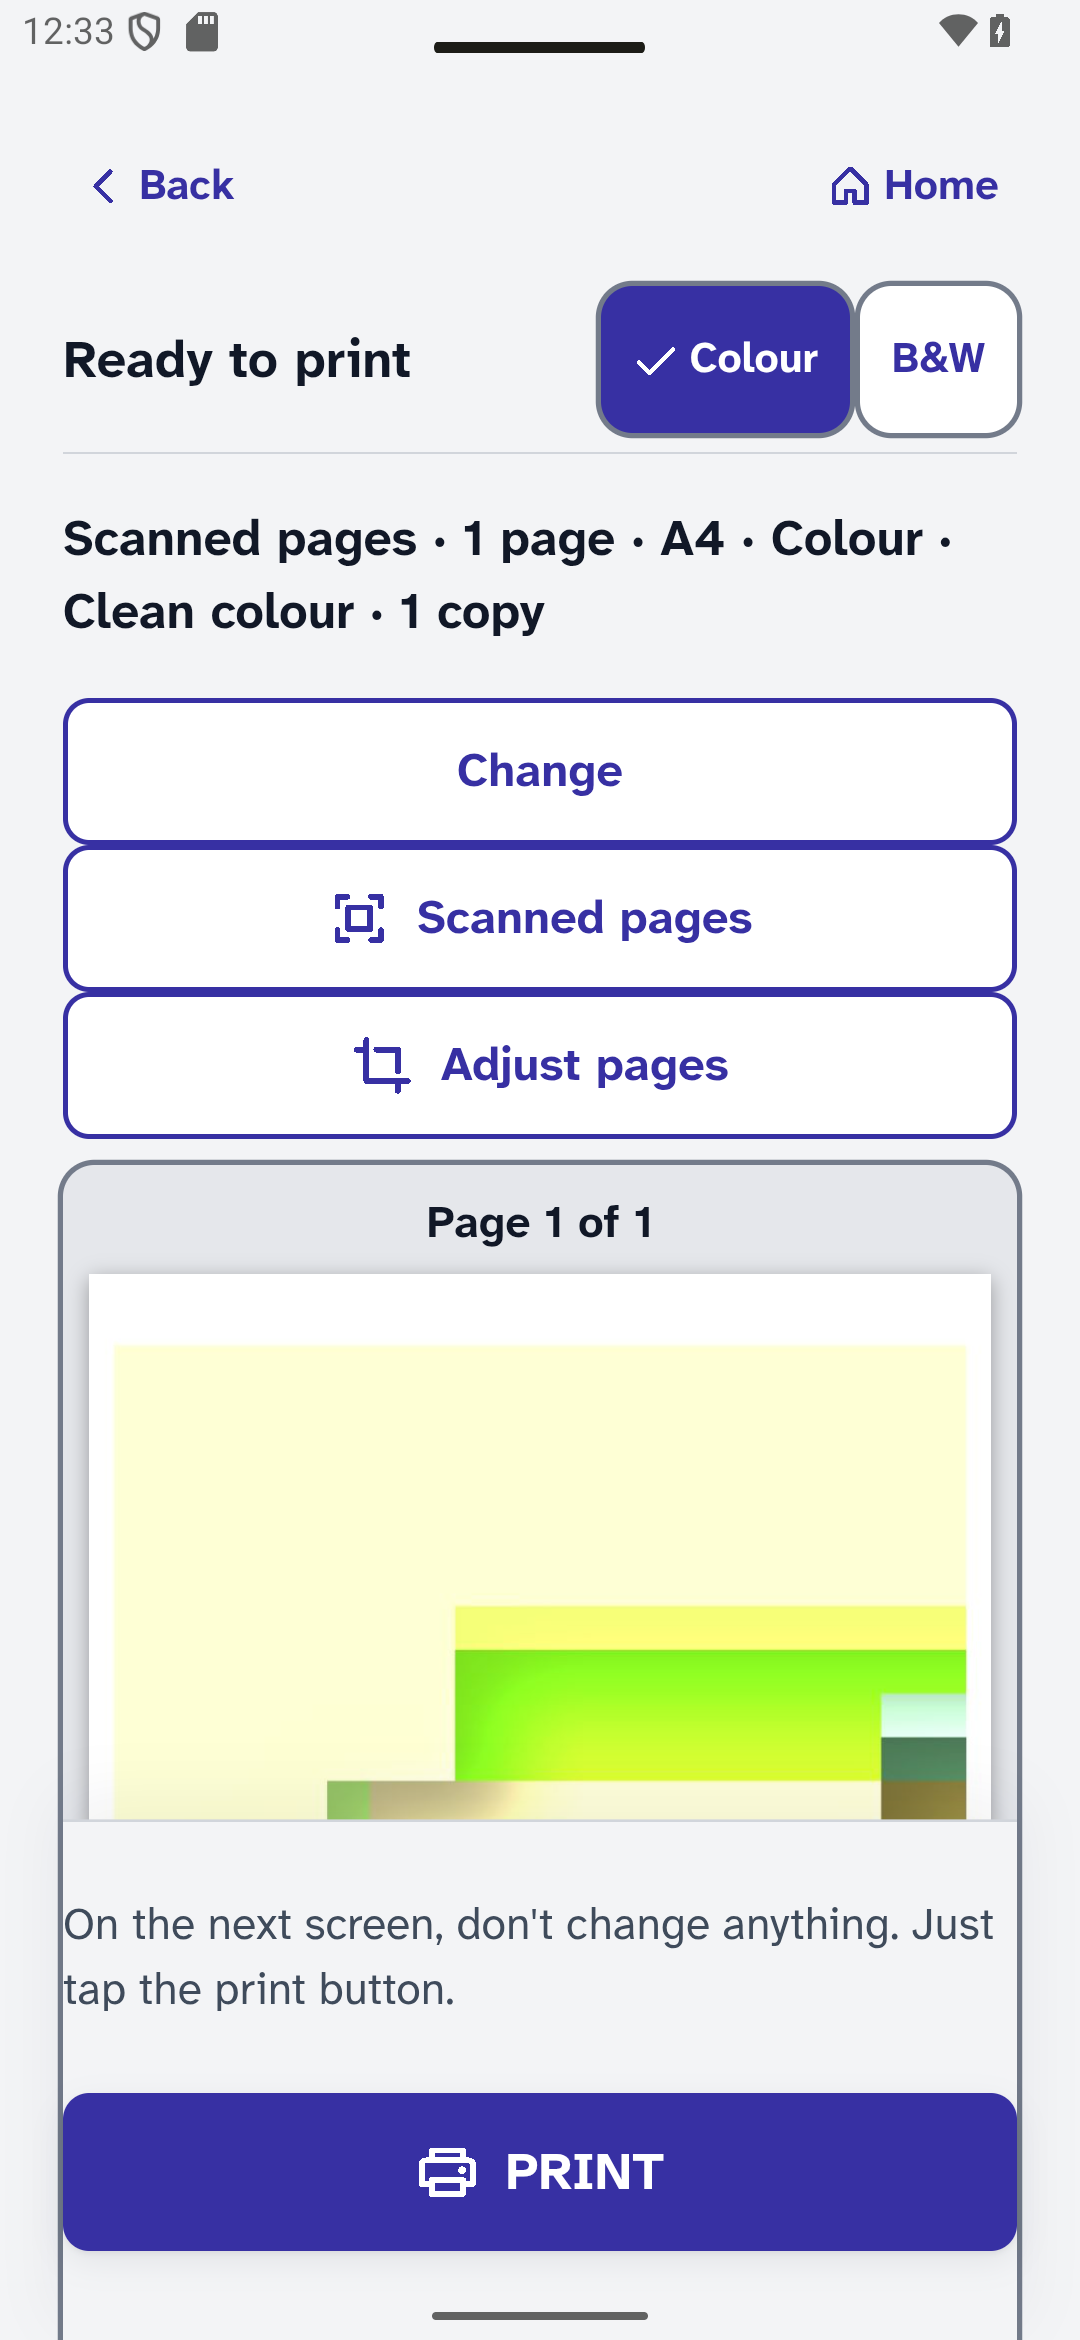 12:33
Back
Home
Ready to print
Colour
B&W
Scanned pages · 1 page · A4 · Colour ·
Clean colour · 1 copy
Change
Scanned pages
Adjust pages
Page 1 of 1
On the next screen, don't change anything. Just
tap the print button.
PRINT